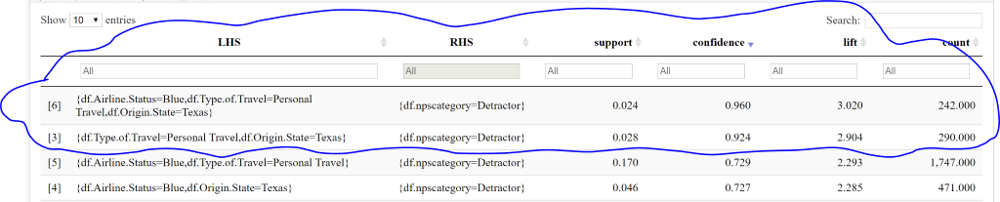 Show 10 entries Search:
LHS RHS support confidence lift count
All All All All All All
[6] {df.Airline.Status=Blue,df.Type.of.Travel=Personal Travel,df.Origin.State=Texas} {df.npscategory=Detractor} 0.024 0.960 3.020 242.000
[3] {df.Type.of.Travel=Personal Travel,df.Origin.State=Texas} {df.npscategory=Detractor} 0.028 0.924 2.904 290.000
[5] {df.Airline.Status=Blue,df.Type.of.Travel=Personal Travel} {df.npscategory=Detractor} 0.170 0.729 2.293 1,747.000
[4] {df.Airline.Status=Blue,df.Origin.State=Texas} {df.npscategory=Detractor} 0.046 0.727 2.285 471.000